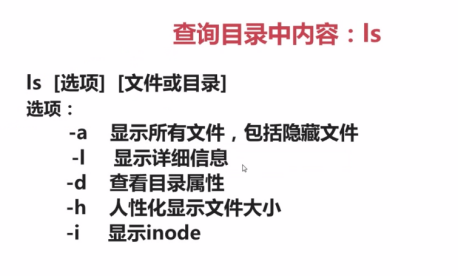 查询目录中内容：ls
ls [选项] [文件或目录]
选项：
-a 显示所有文件，包括隐藏文件
-l 显示详细信息
-d 查看目录属性
-h 人性化显示文件大小
-i 显示inode